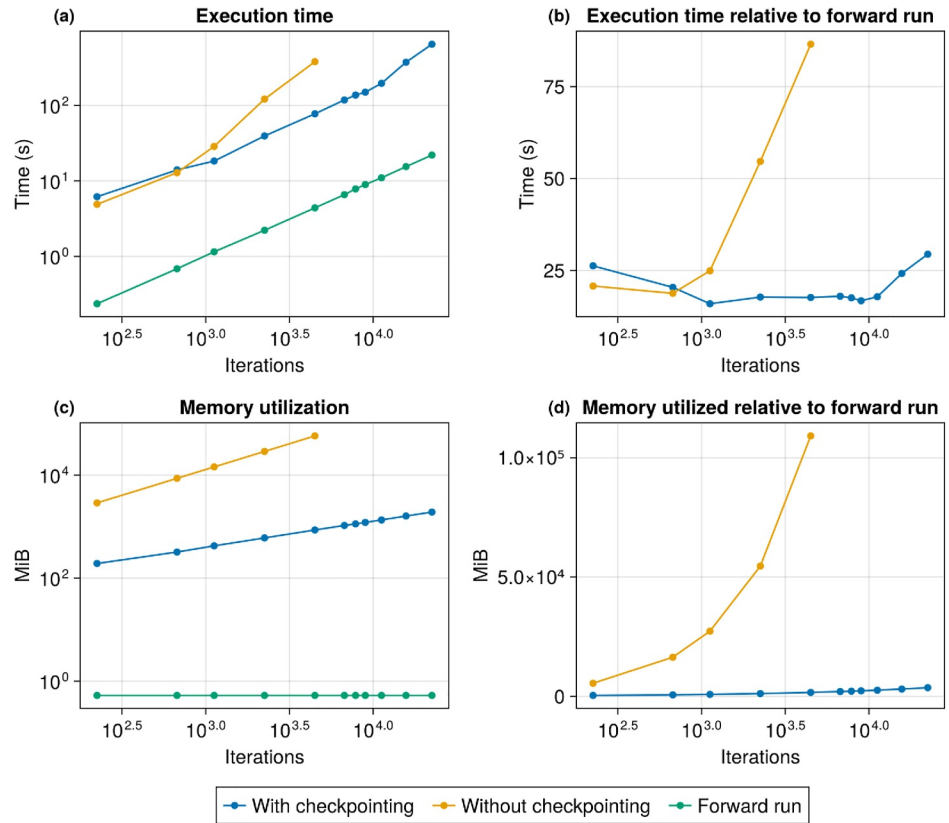 (a) Execution time
Time (s)
10^2
10^1
10^0
10^2.5 10^3.0 10^3.5 10^4.0
Iterations
(b) Execution time relative to forward run
Time (s)
75
50
25
10^2.5 10^3.0 10^3.5 10^4.0
Iterations
(c) Memory utilization
MiB
10^4
10^2
10^0
10^2.5 10^3.0 10^3.5 10^4.0
Iterations
(d) Memory utilized relative to forward run
MiB
1.0×10^5
5.0×10^4
0
10^2.5 10^3.0 10^3.5 10^4.0
Iterations
With checkpointing Without checkpointing Forward run